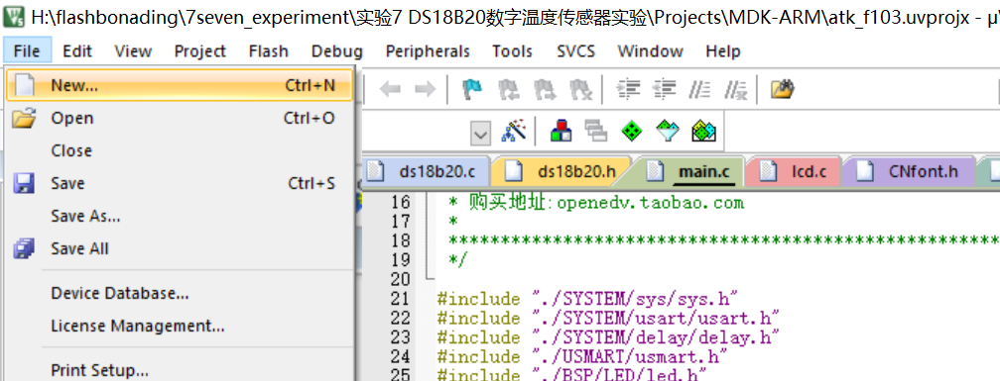 H:\flashbonading\7seven_experiment\实验7 DS18B20数字温度传感器实验\Projects\MDK-ARM\atk_f103.uvprojx - µV
File Edit View Project Flash Debug Peripherals Tools SVCS Window Help
New... Ctrl+N
Open Ctrl+O
Close
Save Ctrl+S
Save As...
Save All
Device Database...
License Management...
Print Setup...
ds18b20.c ds18b20.h main.c lcd.c CNfont.h
16 * 购买地址:openedv.taobao.com
17 *
18 ****************************************************
19 */
20
21 #include "./SYSTEM/sys/sys.h"
22 #include "./SYSTEM/usart/usart.h"
23 #include "./SYSTEM/delay/delay.h"
24 #include "./USMART/usmart.h"
25 #include "./BSP/LED/led.h"